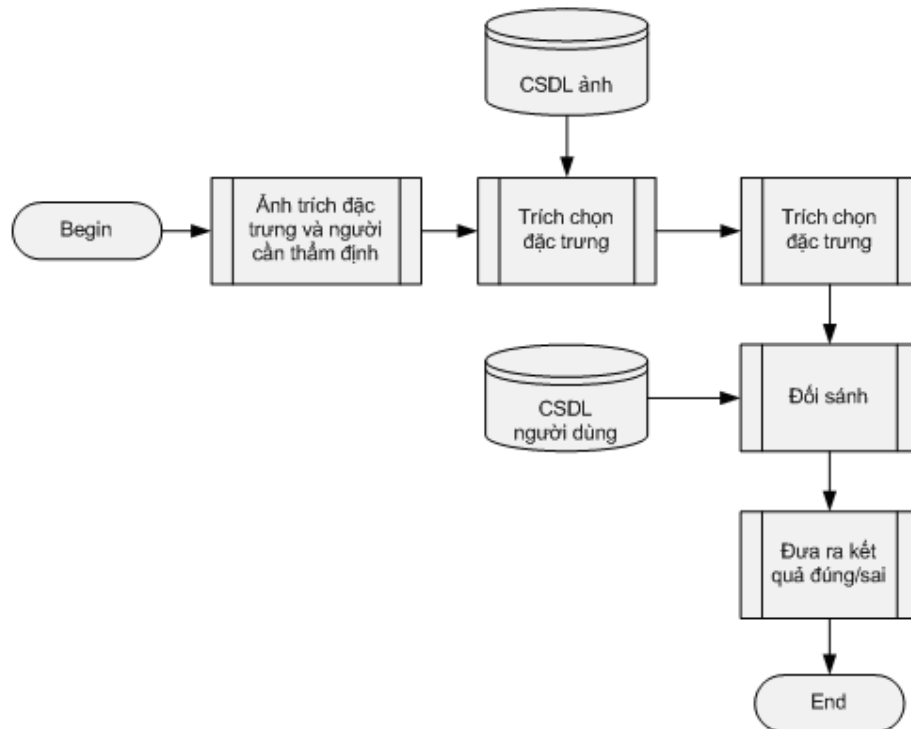 CSDL ảnh
Begin
Ảnh trích đặc
trưng và người
cần thẩm định
Trích chọn
đặc trưng
Trích chọn
đặc trưng
CSDL
người dùng
Đối sánh
Đưa ra kết
quả đúng/sai
End